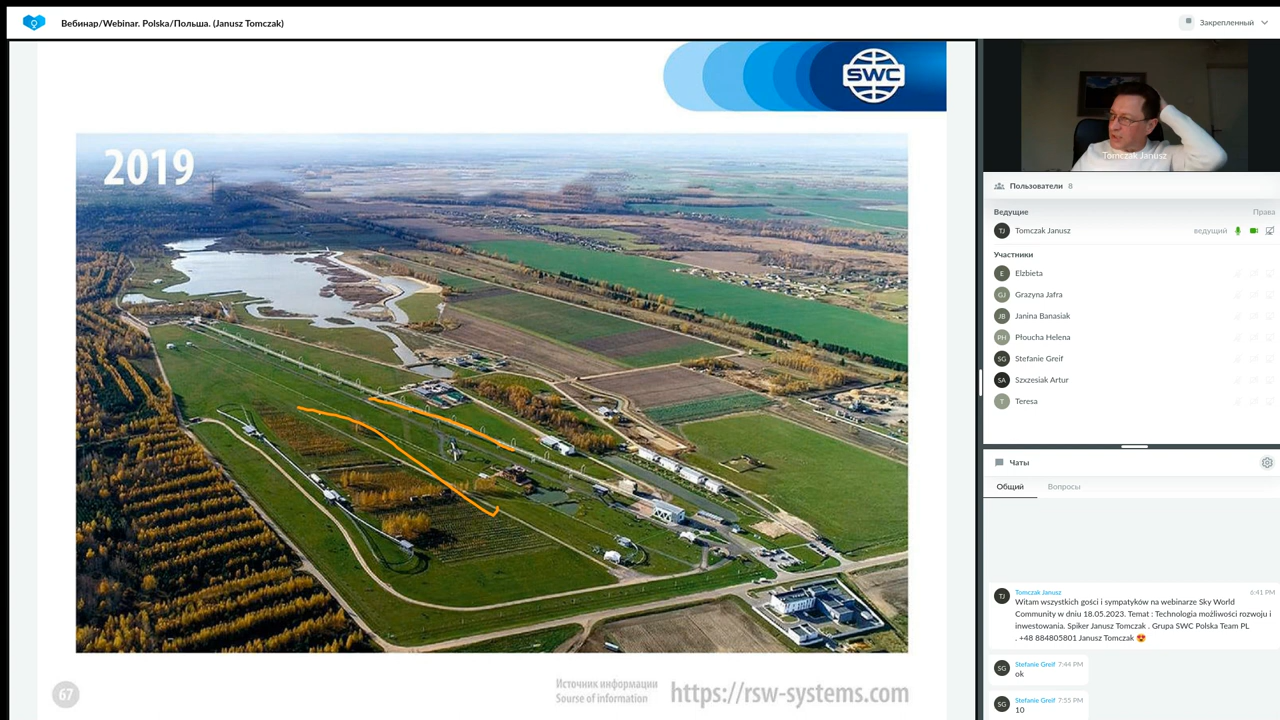 Вебинар/Webinar. Polska/Польша. (Janusz Tomczak)
Закрепленный
SWC
2019
Tomczak Janusz
Пользователи 8
Ведущие
Права
TJ
Tomczak Janusz
ведущий
Участники
E
Elzbieta
GJ
Grazyna Jafra
JB
Janina Banasiak
PH
Płoucha Helena
SG
Stefanie Greif
SA
Szxzesiak Artur
T
Teresa
Чаты
Общий
Вопросы
TJ
Tomczak Janusz
6:41 PM
Witam wszystkich gości i sympatyków na webinarze Sky World
Community w dniu 18.05.2023. Temat : Technologia możliwości rozwoju i
inwestowania. Spiker Janusz Tomczak . Grupa SWC Polska Team PL
. +48 884805801 Janusz Tomczak 😍
SG
Stefanie Greif 7:44 PM
ok
SG
Stefanie Greif 7:55 PM
10
67
Источник информации
Sourse of information
https://rsw-systems.com